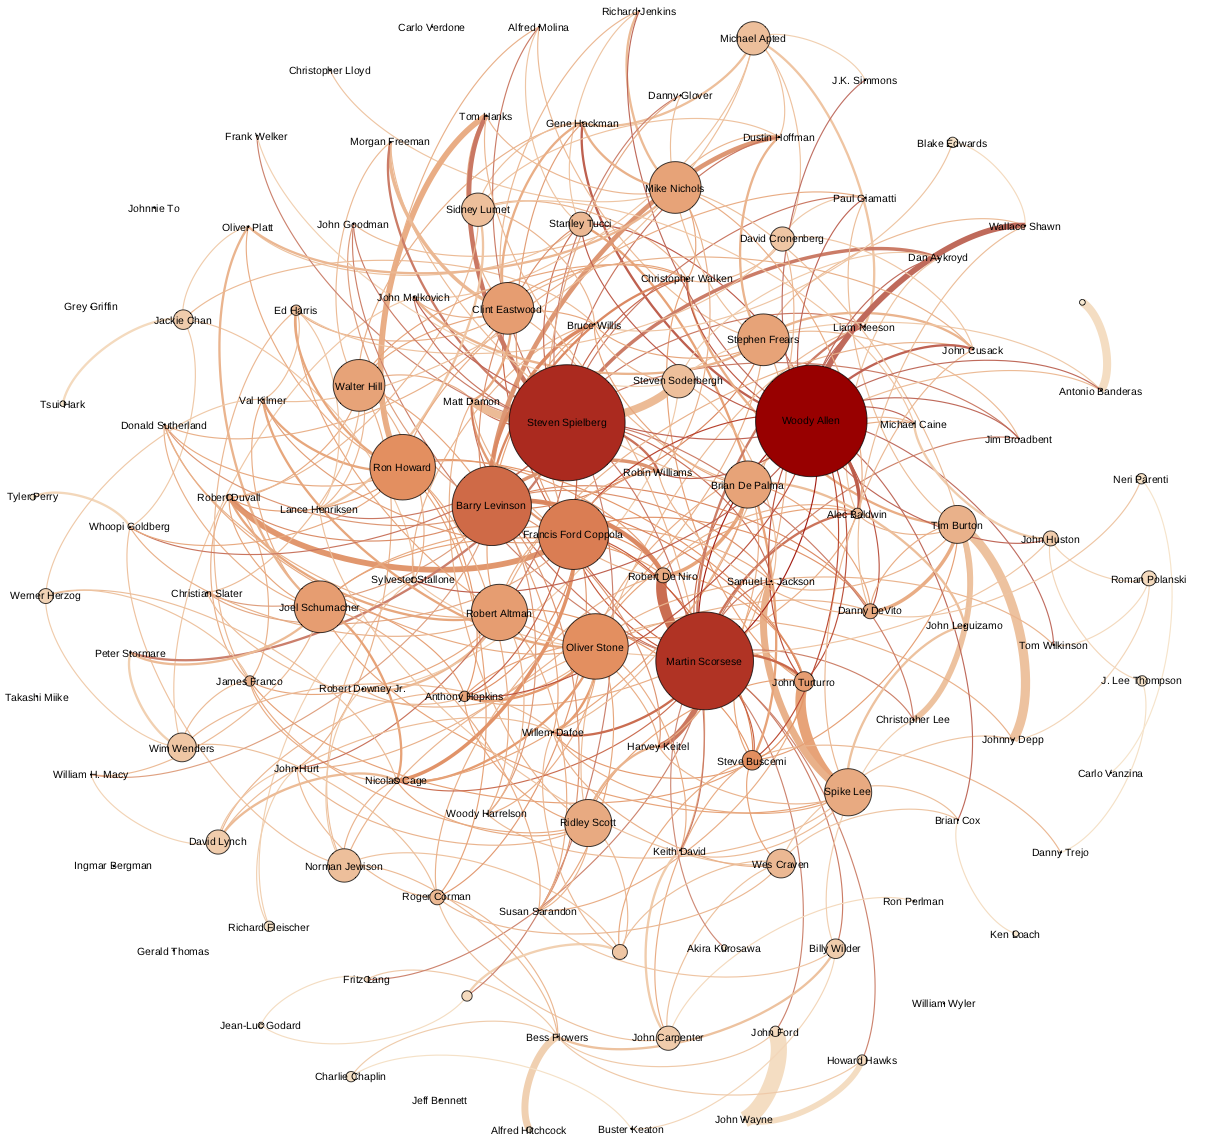 Richard Jenkins
Carlo Verdone
Alfred Molina
Michael Apted
Christopher Lloyd
J.K. Simmons
Danny Glover
Tom Hanks
Gene Hackman
Frank Welker
Morgan Freeman
Dustin Hoffman
Blake Edwards
Mike Nichols
Paul Giamatti
Johnnie To
Sidney Lumet
Oliver Platt
John Goodman
Stanley Tucci
Wallace Shawn
David Cronenberg
Dan Aykroyd
Christopher Walken
John Malkovich
Grey Griffin
Ed Harris
Clint Eastwood
Jackie Chan
Bruce Willis
Liam Neeson
Stephen Frears
John Cusack
Steven Soderbergh
Walter Hill
Antonio Banderas
Val Kilmer
Matt Damon
Tsui Hark
Steven Spielberg
Woody Allen
Donald Sutherland
Michael Caine
Jim Broadbent
Ron Howard
Robin Williams
Neri Parenti
Brian De Palma
Tyler Perry
Robert Duvall
Barry Levinson
Lance Henriksen
Alec Baldwin
Whoopi Goldberg
Tim Burton
Francis Ford Coppola
John Huston
Robert De Niro
Sylvester Stallone
Samuel L. Jackson
Roman Polanski
Werner Herzog
Christian Slater
Joel Schumacher
Danny DeVito
Robert Altman
John Leguizamo
Tom Wilkinson
Oliver Stone
Peter Stormare
Martin Scorsese
James Franco
John Turturro
J. Lee Thompson
Robert Downey Jr.
Takashi Miike
Anthony Hopkins
Christopher Lee
Willem Dafoe
Johnny Depp
Wim Wenders
Harvey Keitel
Steve Buscemi
John Hurt
William H. Macy
Carlo Vanzina
Nicolas Cage
Spike Lee
Woody Harrelson
Brian Cox
Ridley Scott
David Lynch
Keith David
Danny Trejo
Ingmar Bergman
Norman Jewison
Wes Craven
Roger Corman
Ron Perlman
Susan Sarandon
Richard Fleischer
Ken Loach
Akira Kurosawa
Billy Wilder
Gerald Thomas
Fritz Lang
William Wyler
Jean-Luc Godard
John Ford
Bess Flowers
John Carpenter
Howard Hawks
Charlie Chaplin
Jeff Bennett
John Wayne
Alfred Hitchcock
Buster Keaton